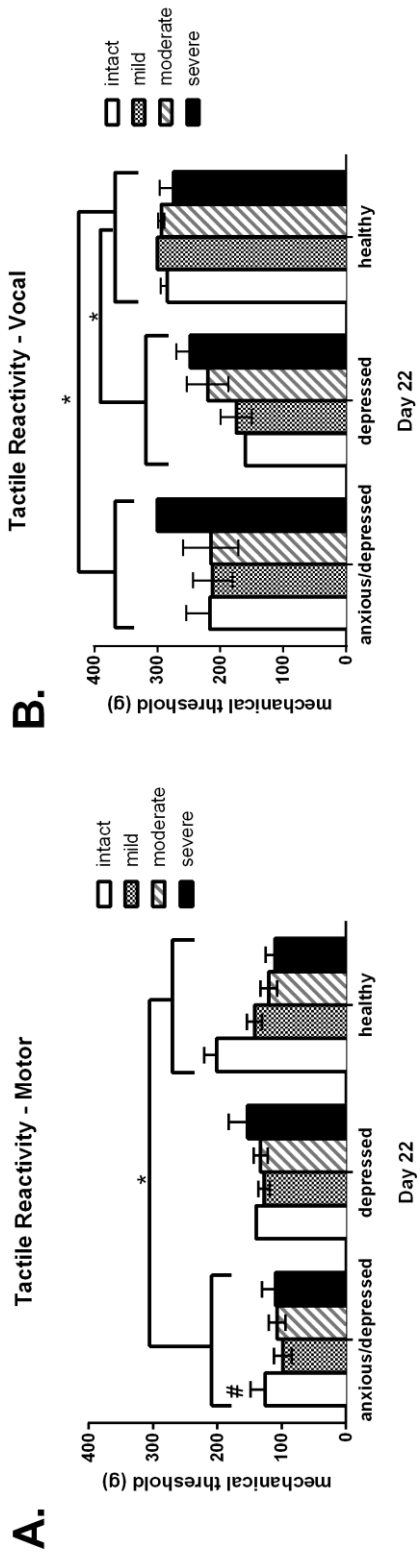 A.
Tactile Reactivity - Motor
mechanical threshold (g)
400
300
200
100
0
*
#
intact
mild
moderate
severe
anxious/depressed
depressed
healthy
Day 22
B.
Tactile Reactivity - Vocal
mechanical threshold (g)
400
300
200
100
0
*
*
intact
mild
moderate
severe
anxious/depressed
depressed
healthy
Day 22